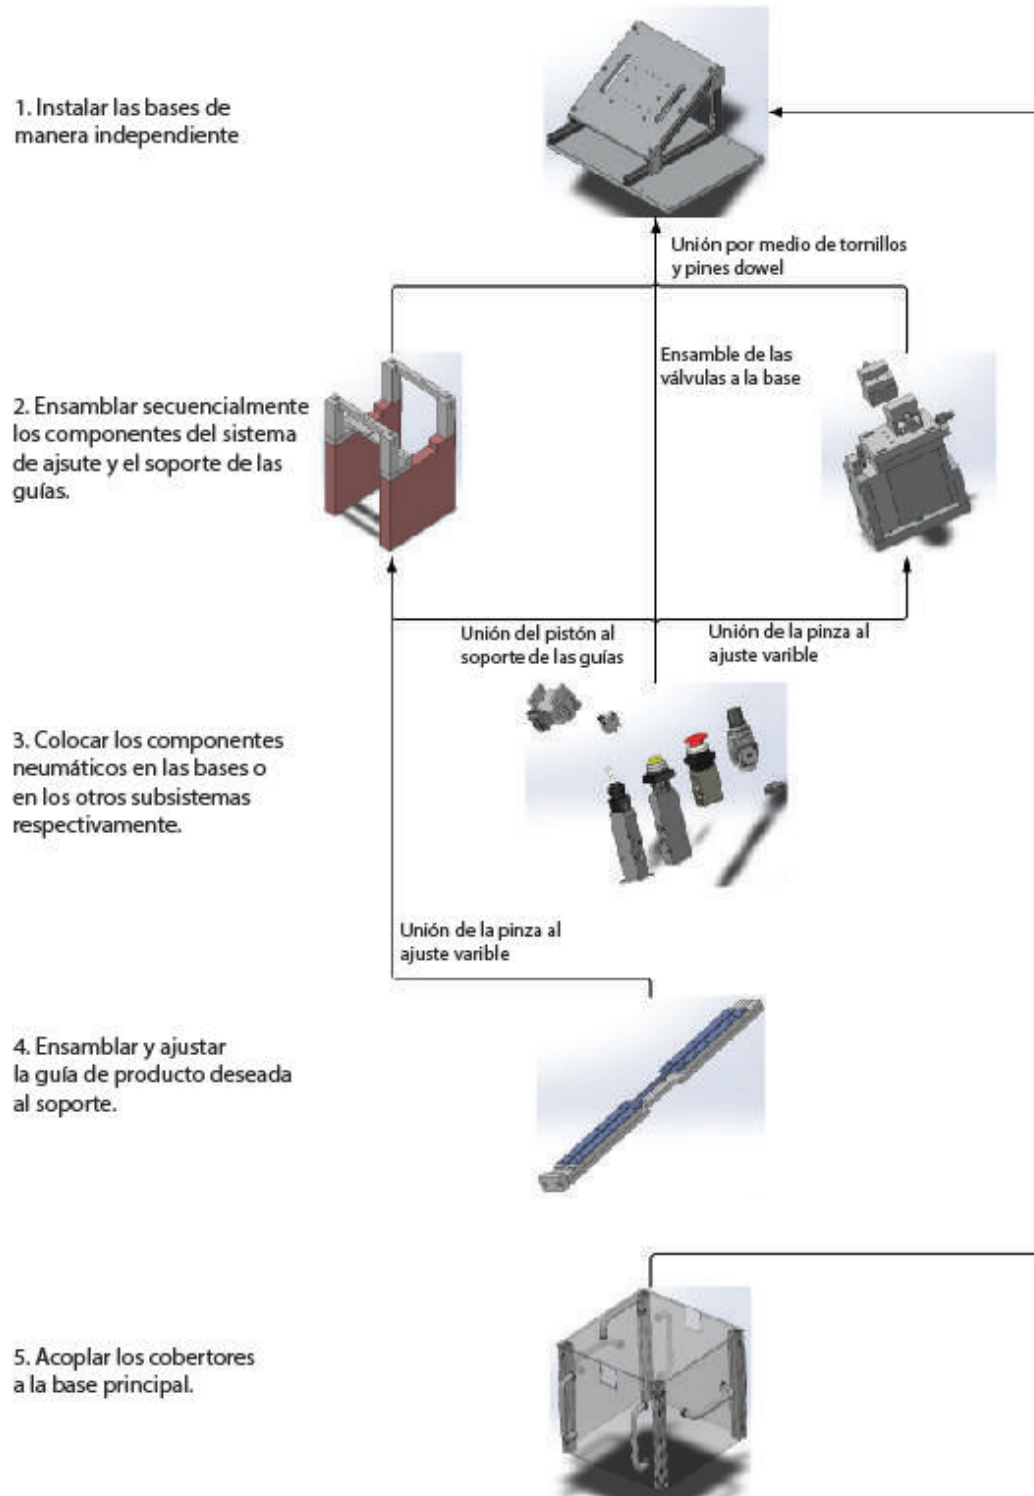 1. Instalar las bases de
manera independiente
Unión por medio de tornillos
y pines dowel
Ensamble de las
válvulas a la base
2. Ensamblar secuencialmente
los componentes del sistema
de ajsute y el soporte de las
guías.
Unión del pistón al
soporte de las guías
Unión de la pinza al
ajuste varible
3. Colocar los componentes
neumáticos en las bases o
en los otros subsistemas
respectivamente.
Unión de la pinza al
ajuste varible
4. Ensamblar y ajustar
la guía de producto deseada
al soporte.
5. Acoplar los cobertores
a la base principal.